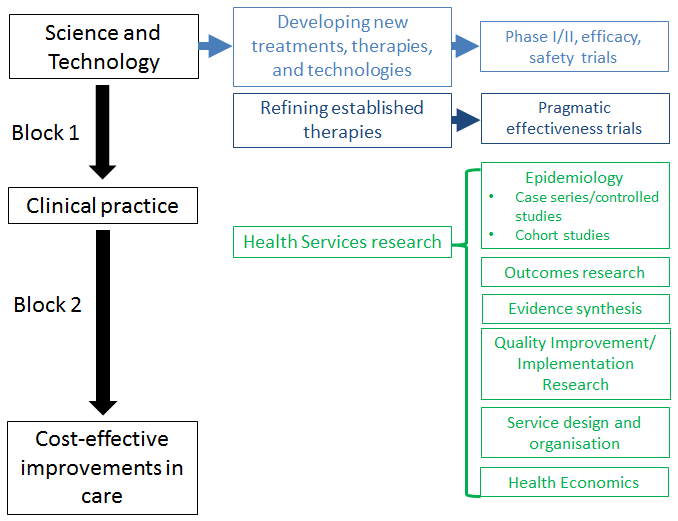 Science and
Technology
Developing new
treatments, therapies,
and technologies
Phase I/II, efficacy,
safety trials
Block 1
Refining established
therapies
Pragmatic
effectiveness trials
Clinical practice
Health Services research
Epidemiology
• Case series/controlled
studies
• Cohort studies
Outcomes research
Evidence synthesis
Block 2
Quality Improvement/
Implementation
Research
Service design and
organisation
Cost-effective
improvements in
care
Health Economics